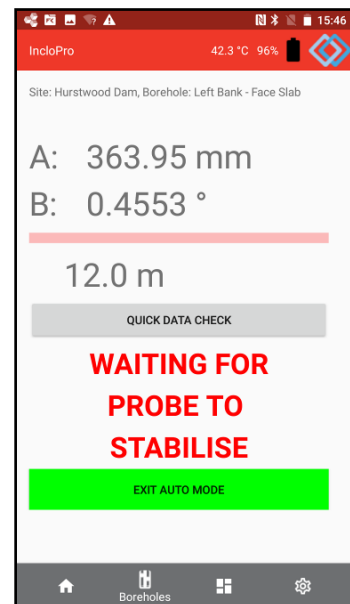 15:46
IncloPro 42.3 °C 96%
Site: Hurstwood Dam, Borehole: Left Bank - Face Slab
A: 363.95 mm
B: 0.4553 °
12.0 m
QUICK DATA CHECK
WAITING FOR
PROBE TO
STABILISE
EXIT AUTO MODE
Boreholes